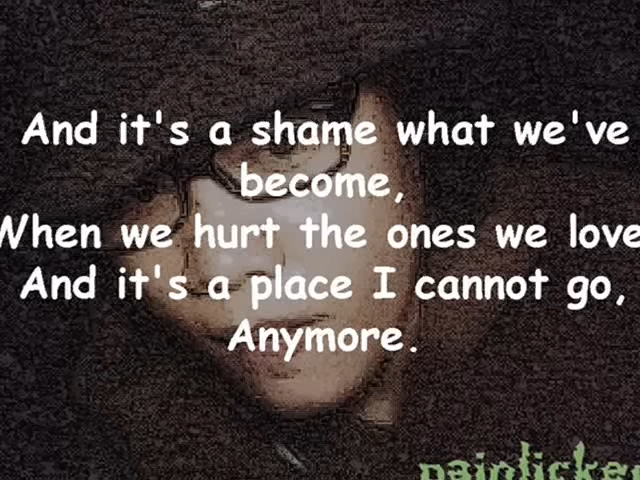 And it's a shame what we've
become,
When we hurt the ones we love
And it's a place I cannot go,
Anymore.
painlicker